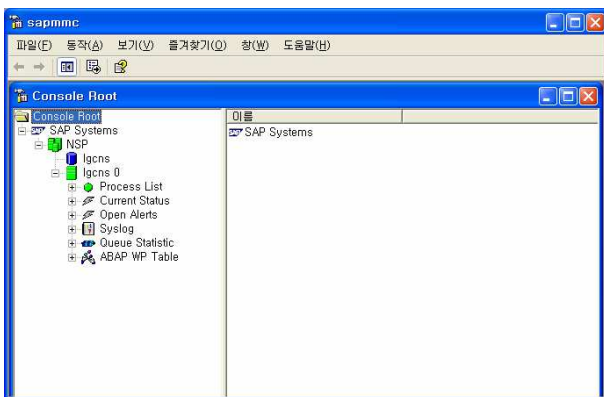 sapmmc
파일(F) 동작(A) 보기(V) 즐겨찾기(O) 창(W) 도움말(H)
Console Root
Console Root
이름
SAP Systems
SAP Systems
NSP
lgcns
lgcns 0
Process List
Current Status
Open Alerts
Syslog
Queue Statistic
ABAP WP Table